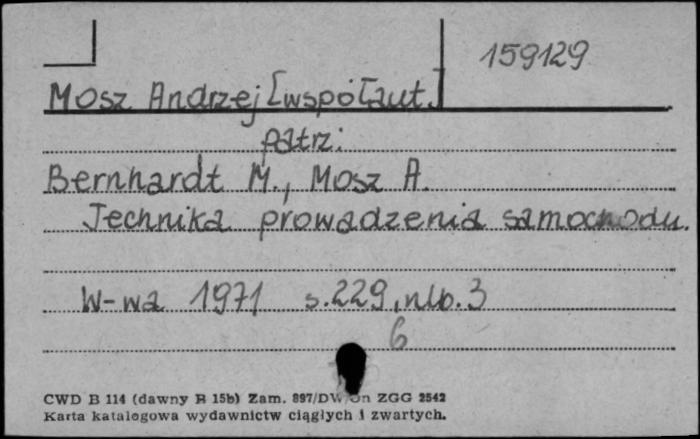 159129
Mosz Andrzej [współaut.]
patrz:
Bernhardt M., Mosz A.
Technika prowadzenia samochodu.
W-wa 1971 s. 229, nlb. 3
6
CWD B 114 (dawny B 15b) Zam. 897/DW/On ZGG 2542
Karta katalogowa wydawnictw ciągłych i zwartych.